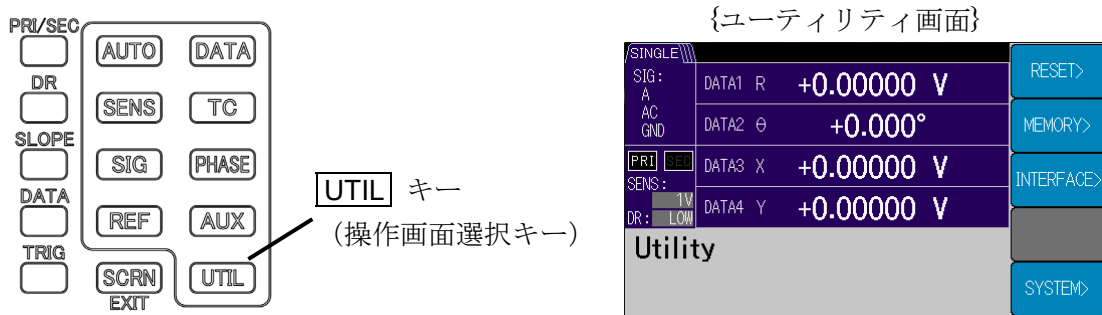 PRI/SEC
AUTO
DATA
DR
SENS
TC
SLOPE
SIG
PHASE
DATA
REF
AUX
TRIG
SCRN
UTIL
EXIT
UTIL キー
(操作画面選択キー)
{ユーティリティ画面}
SINGLE
SIG:
A
AC
GND
DATA1 R +0.00000 V
DATA2 θ +0.000°
PRI SEC
SENS:
1V
DR: LOW
DATA3 X +0.00000 V
DATA4 Y +0.00000 V
Utility
RESET>
MEMORY>
INTERFACE>
SYSTEM>